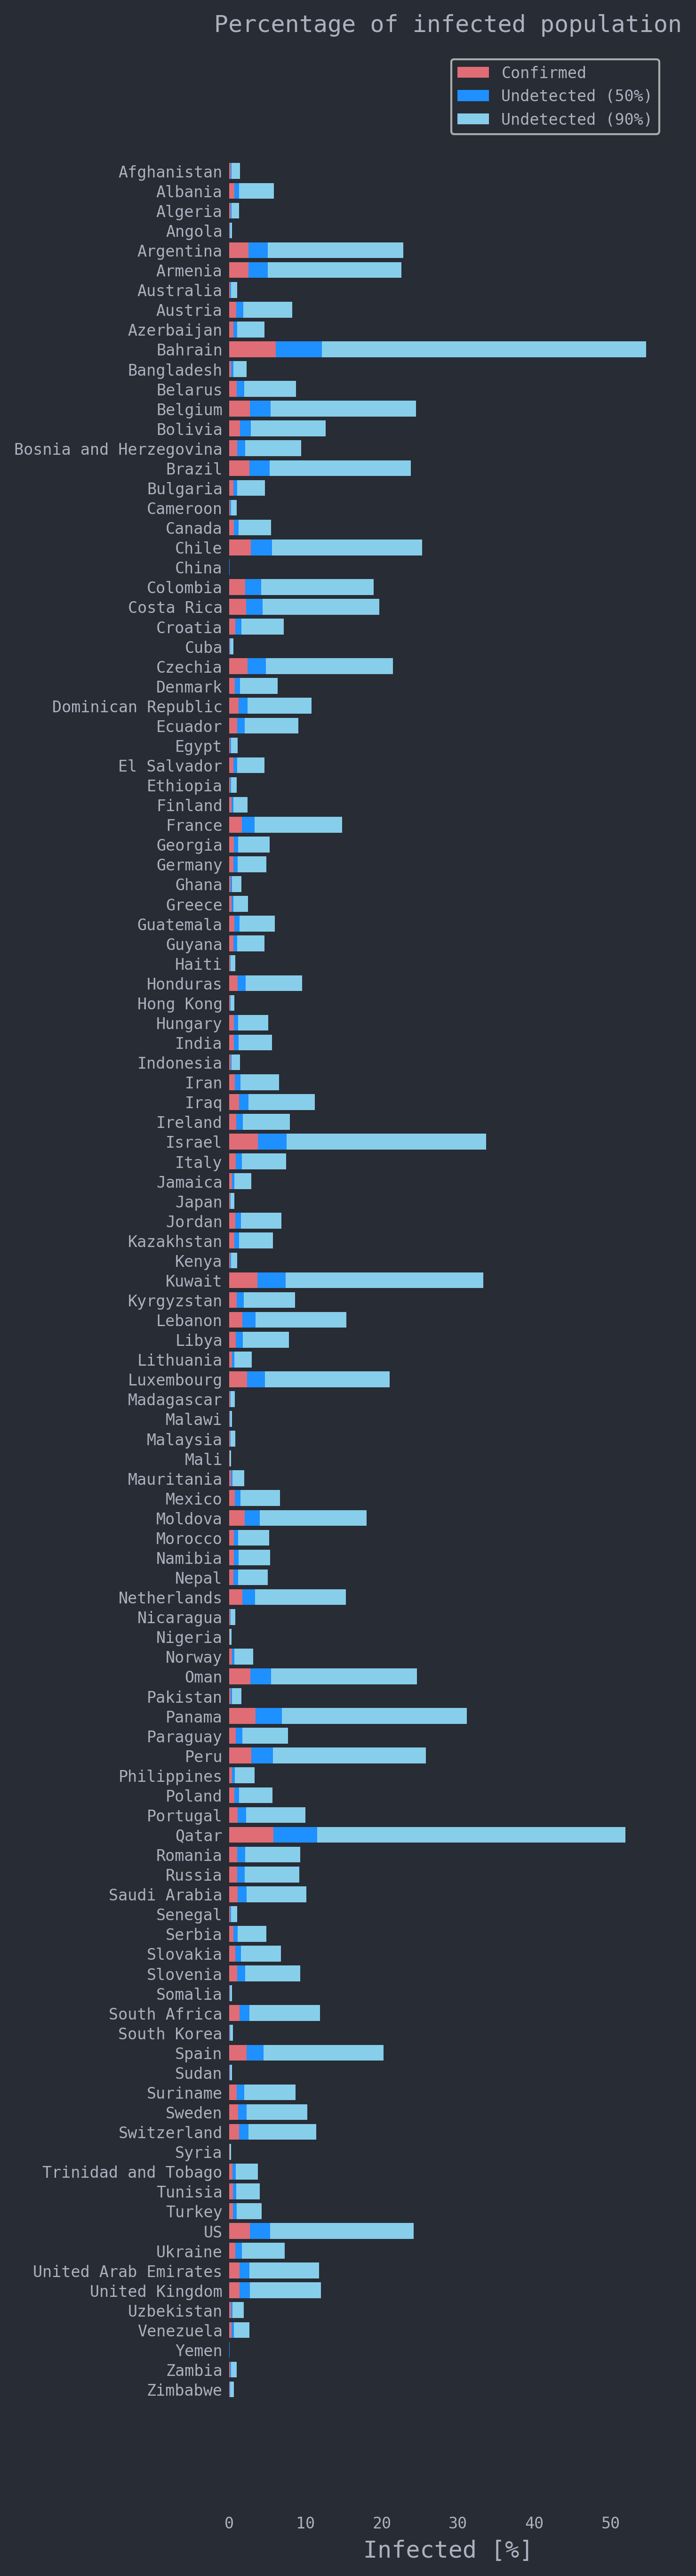 Percentage of infected population
Confirmed
Undetected (50%)
Undetected (90%)
Afghanistan
Albania
Algeria
Angola
Argentina
Armenia
Australia
Austria
Azerbaijan
Bahrain
Bangladesh
Belarus
Belgium
Bolivia
Bosnia and Herzegovina
Brazil
Bulgaria
Cameroon
Canada
Chile
China
Colombia
Costa Rica
Croatia
Cuba
Czechia
Denmark
Dominican Republic
Ecuador
Egypt
El Salvador
Ethiopia
Finland
France
Georgia
Germany
Ghana
Greece
Guatemala
Guyana
Haiti
Honduras
Hong Kong
Hungary
India
Indonesia
Iran
Iraq
Ireland
Israel
Italy
Jamaica
Japan
Jordan
Kazakhstan
Kenya
Kuwait
Kyrgyzstan
Lebanon
Libya
Lithuania
Luxembourg
Madagascar
Malawi
Malaysia
Mali
Mauritania
Mexico
Moldova
Morocco
Namibia
Nepal
Netherlands
Nicaragua
Nigeria
Norway
Oman
Pakistan
Panama
Paraguay
Peru
Philippines
Poland
Portugal
Qatar
Romania
Russia
Saudi Arabia
Senegal
Serbia
Slovakia
Slovenia
Somalia
South Africa
South Korea
Spain
Sudan
Suriname
Sweden
Switzerland
Syria
Trinidad and Tobago
Tunisia
Turkey
US
Ukraine
United Arab Emirates
United Kingdom
Uzbekistan
Venezuela
Yemen
Zambia
Zimbabwe
0 10 20 30 40 50
Infected [%]